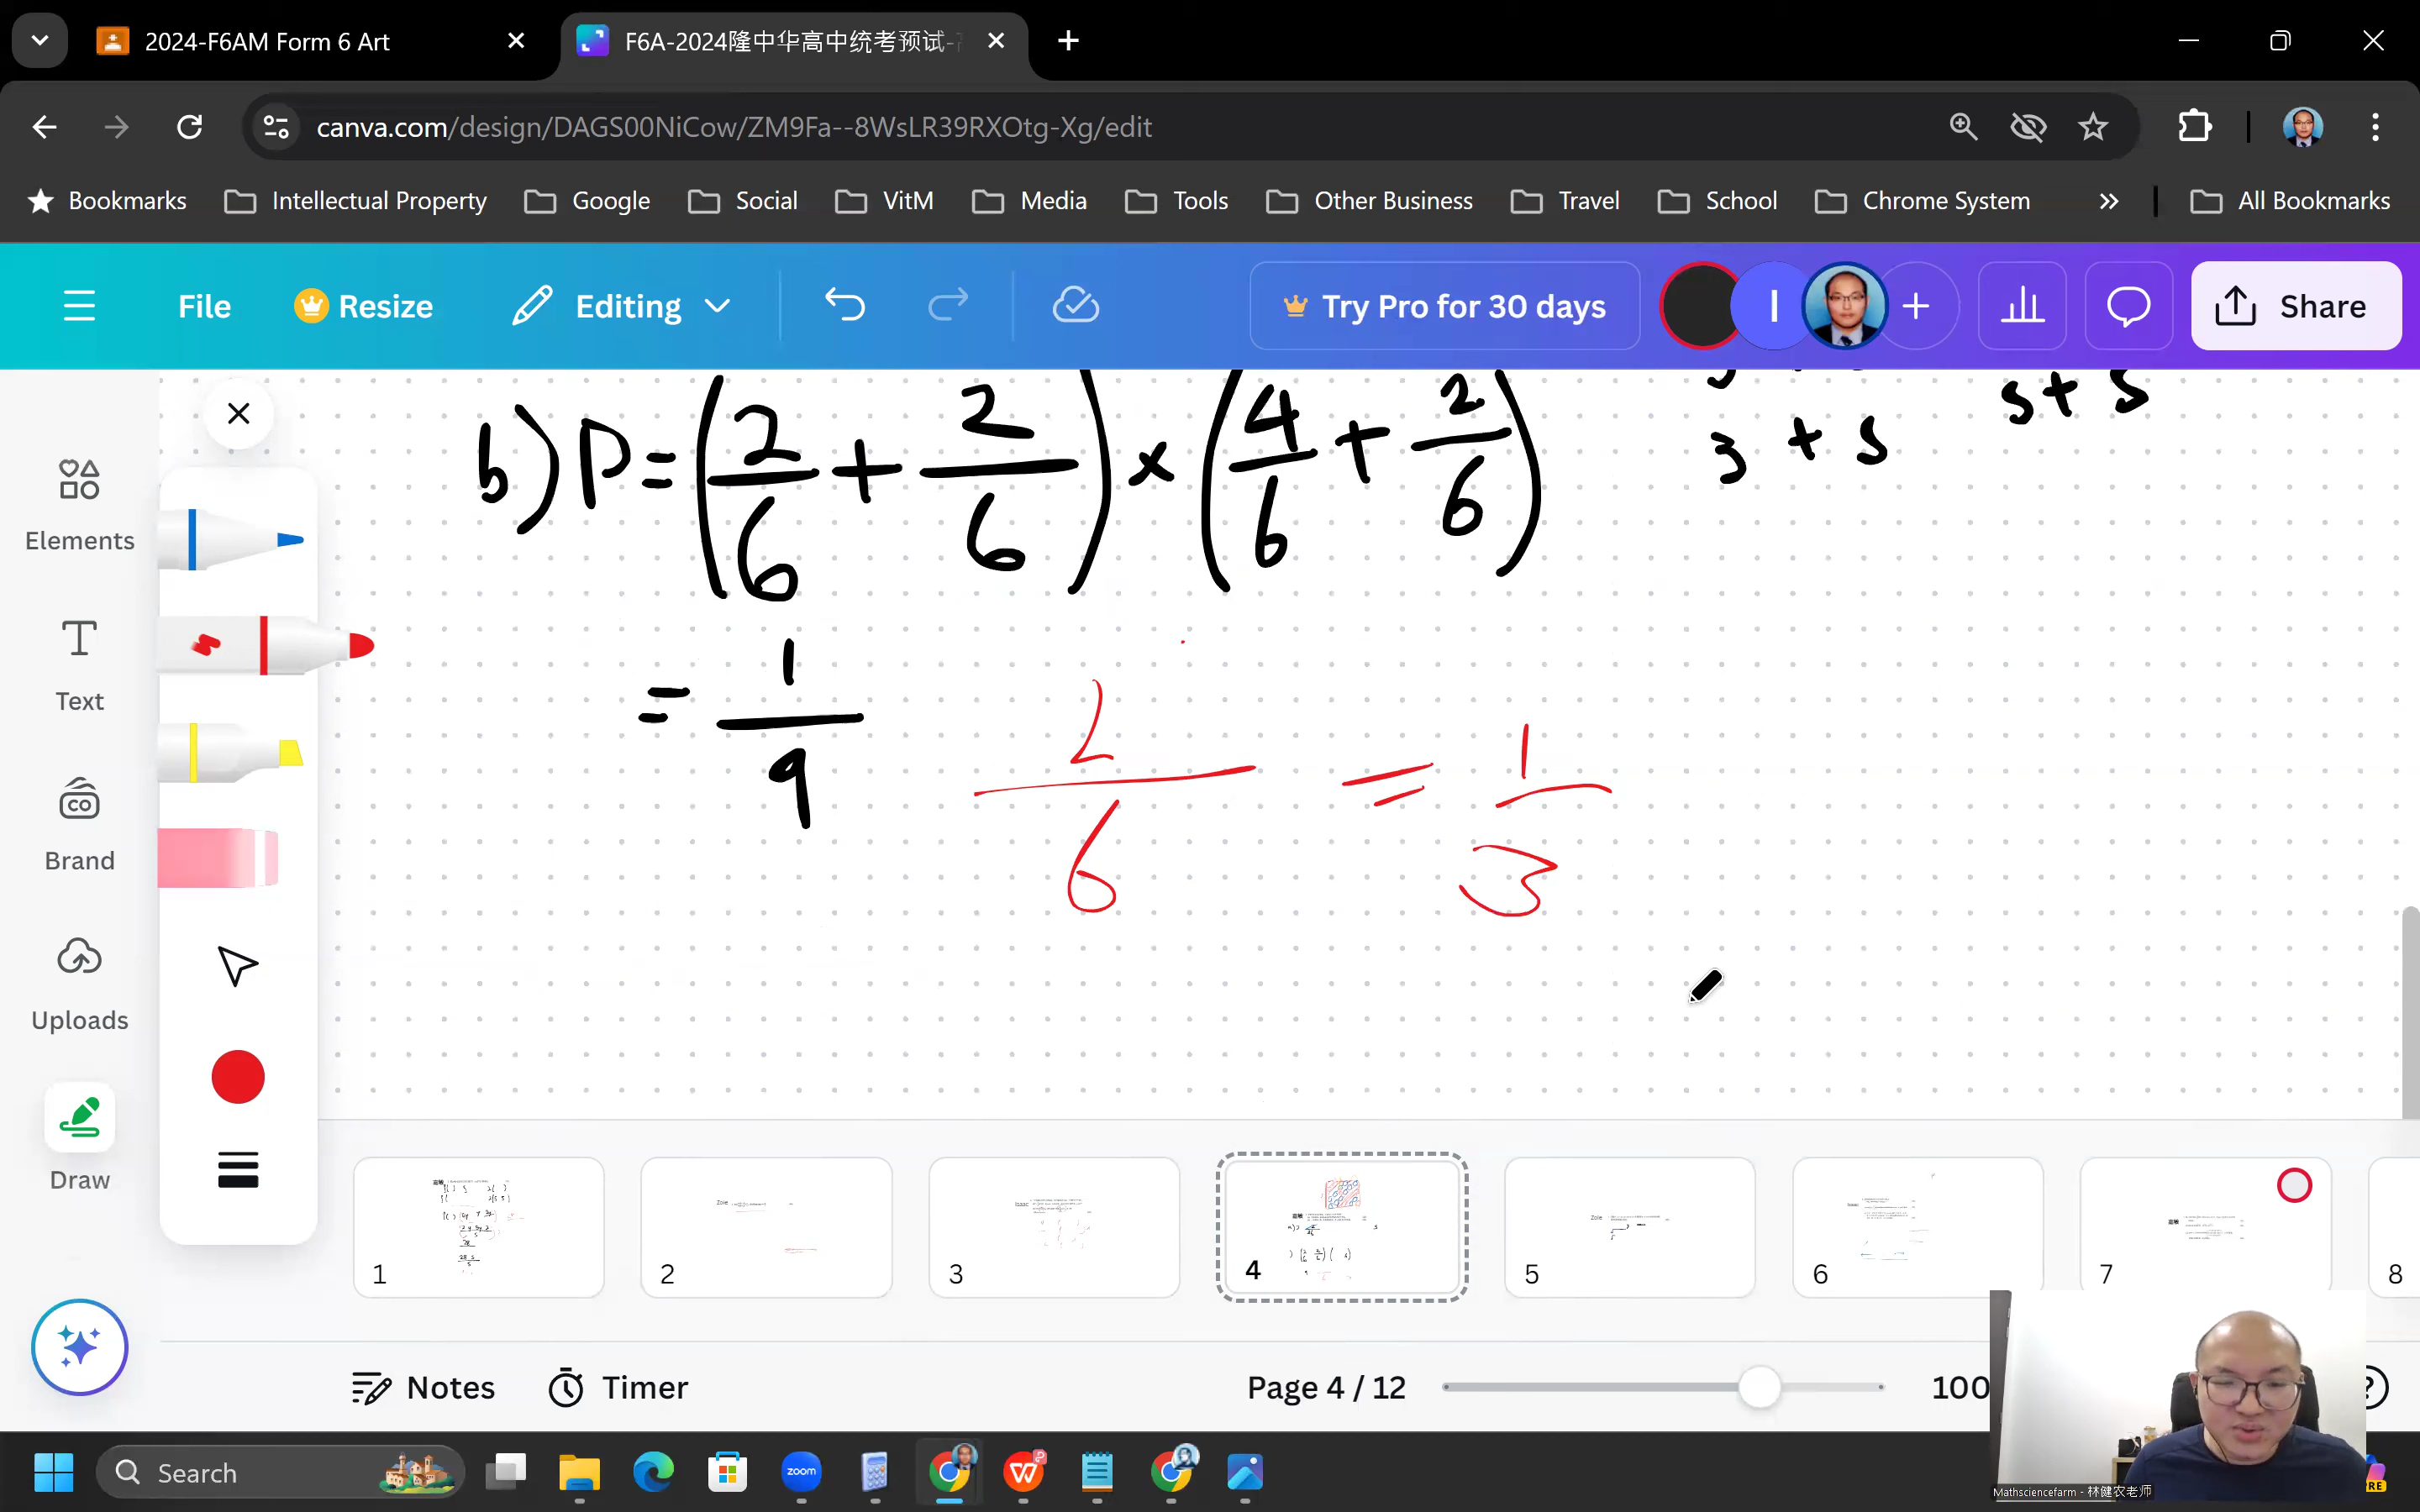 2024-F6AM Form 6 Art
F6A-2024隆中华高中统考预试-
canva.com/design/DAGS00NiCow/ZM9Fa--8WsLR39RXOtg-Xg/edit
Bookmarks Intellectual Property Google Social VitM Media Tools Other Business Travel School Chrome System » All Bookmarks
File Resize Editing Try Pro for 30 days I + Share
s + s
3 + s
b) P = (2/6 + 2/6) × (4/6 + 2/6)
= 1/9
2/6 = 1/3
Elements
Text
Brand
Uploads
Draw
1 2 3 4 5 6 7 8
Notes Timer Page 4 / 12 100
Search
zoom
Mathsciencefarm - 林健农老师